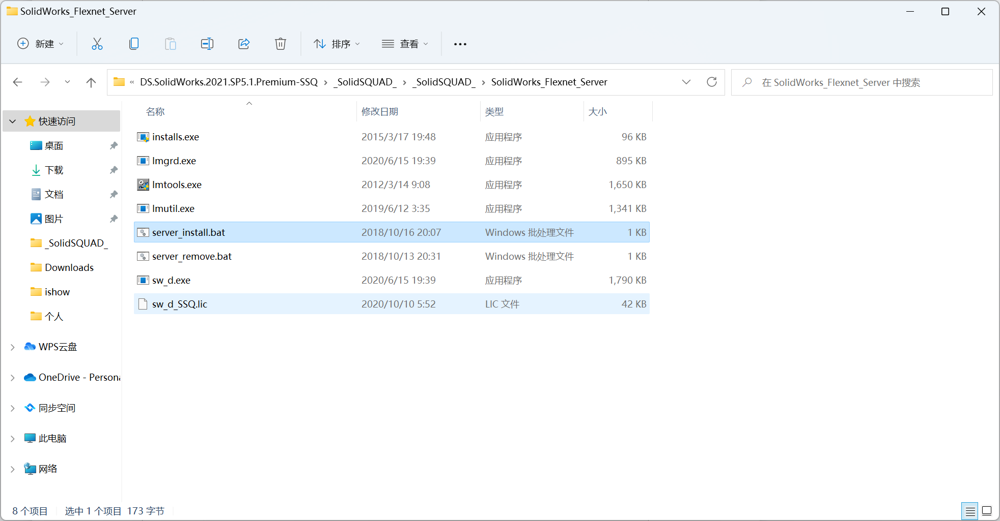 SolidWorks_Flexnet_Server
新建
排序
查看
« DS.SolidWorks.2021.SP5.1.Premium-SSQ › _SolidSQUAD_ › _SolidSQUAD_ › SolidWorks_Flexnet_Server
在 SolidWorks_Flexnet_Server 中搜索
名称 修改日期 类型 大小
installs.exe 2015/3/17 19:48 应用程序 96 KB
lmgrd.exe 2020/6/15 19:39 应用程序 895 KB
lmtools.exe 2012/3/14 9:08 应用程序 1,650 KB
lmutil.exe 2019/6/12 3:35 应用程序 1,341 KB
server_install.bat 2018/10/16 20:07 Windows 批处理文件 1 KB
server_remove.bat 2018/10/13 20:31 Windows 批处理文件 1 KB
sw_d.exe 2020/6/15 19:39 应用程序 1,790 KB
sw_d_SSQ.lic 2020/10/10 5:52 LIC 文件 42 KB
快速访问
桌面
下载
文档
图片
_SolidSQUAD_
Downloads
ishow
个人
WPS云盘
OneDrive - Persona
同步空间
此电脑
网络
8 个项目 选中 1 个项目 173 字节